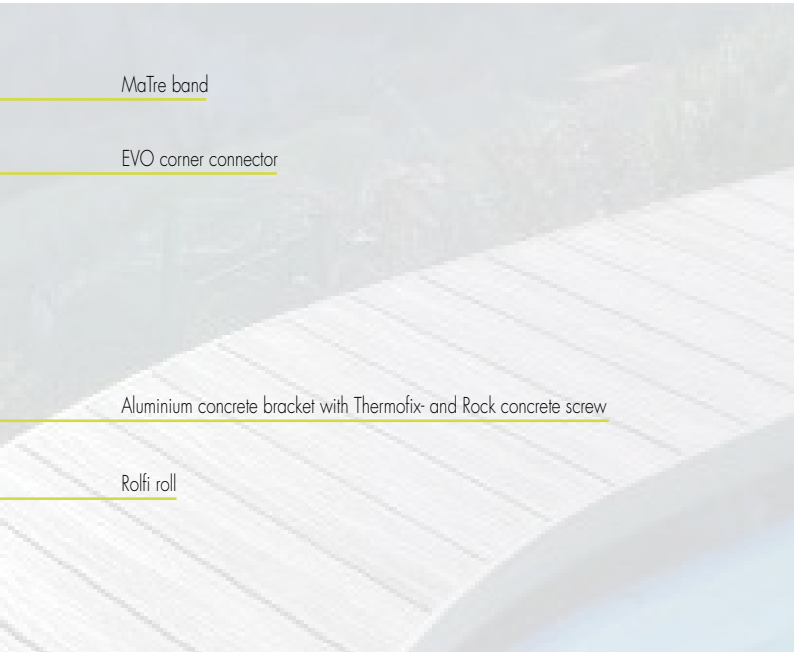 MaTre band
EVO corner connector
Aluminium concrete bracket with Thermofix- and Rock concrete screw
Rolfi roll